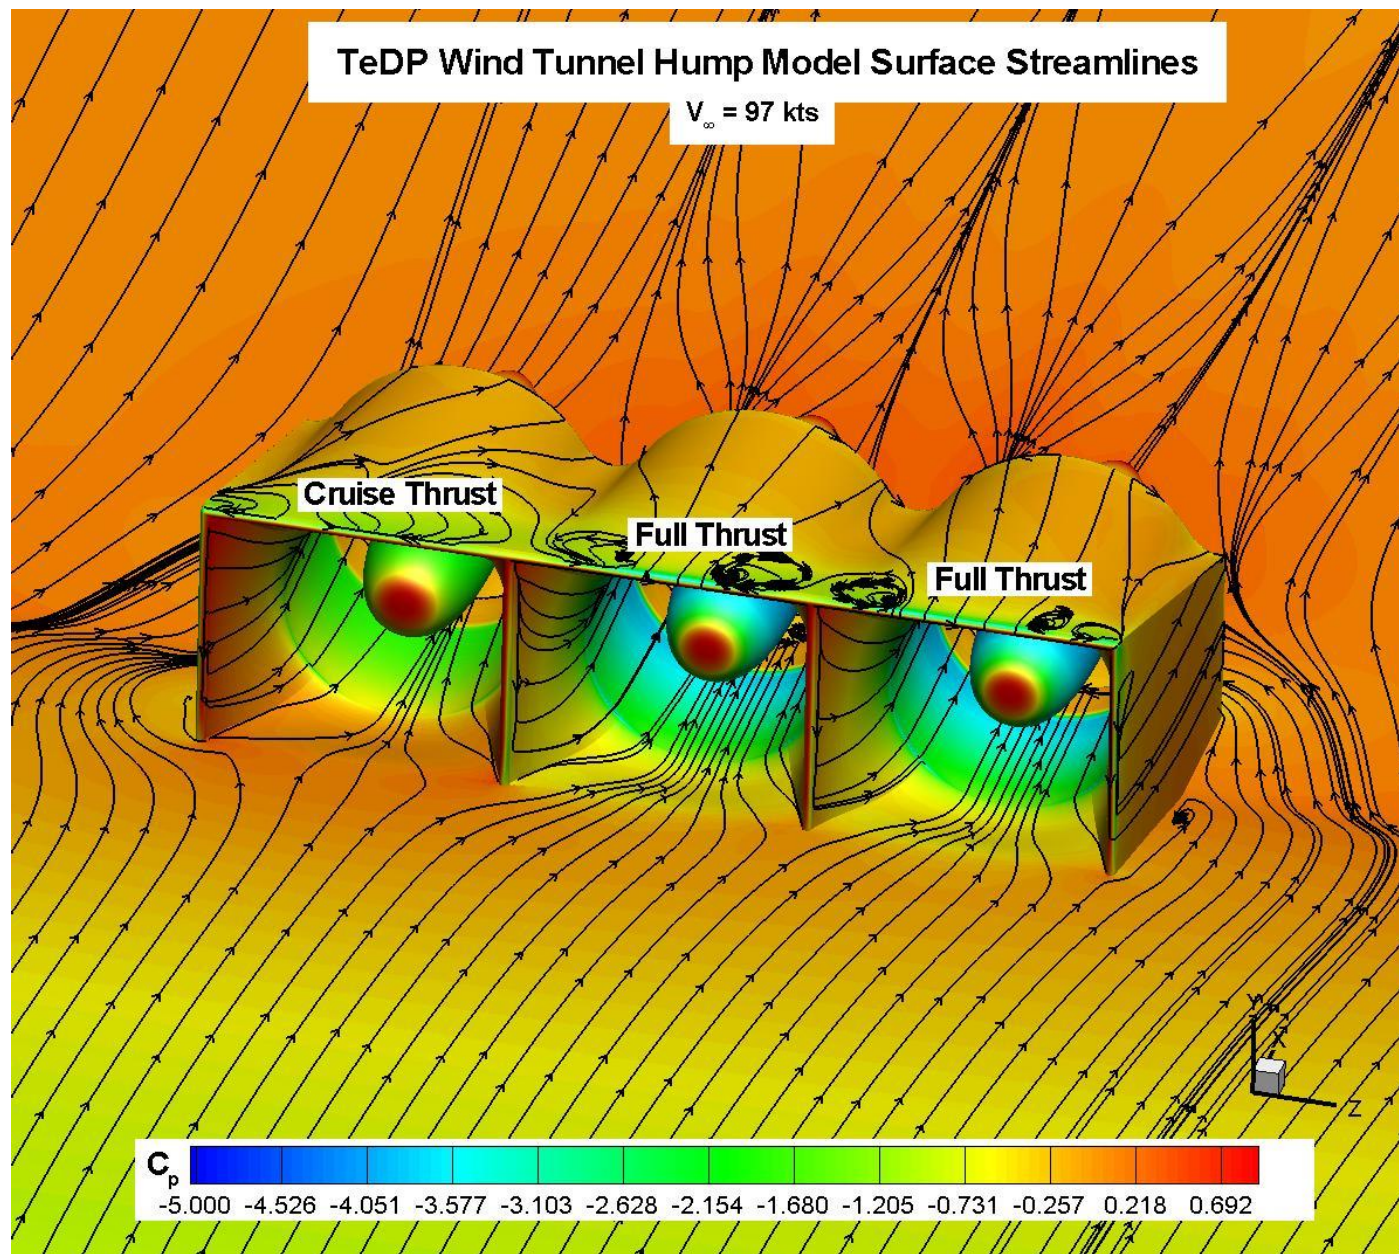 TeDP Wind Tunnel Hump Model Surface Streamlines
V∞ = 97 kts
Cruise Thrust
Full Thrust
Full Thrust
Y
X
Z
Cp
-5.000 -4.526 -4.051 -3.577 -3.103 -2.628 -2.154 -1.680 -1.205 -0.731 -0.257 0.218 0.692